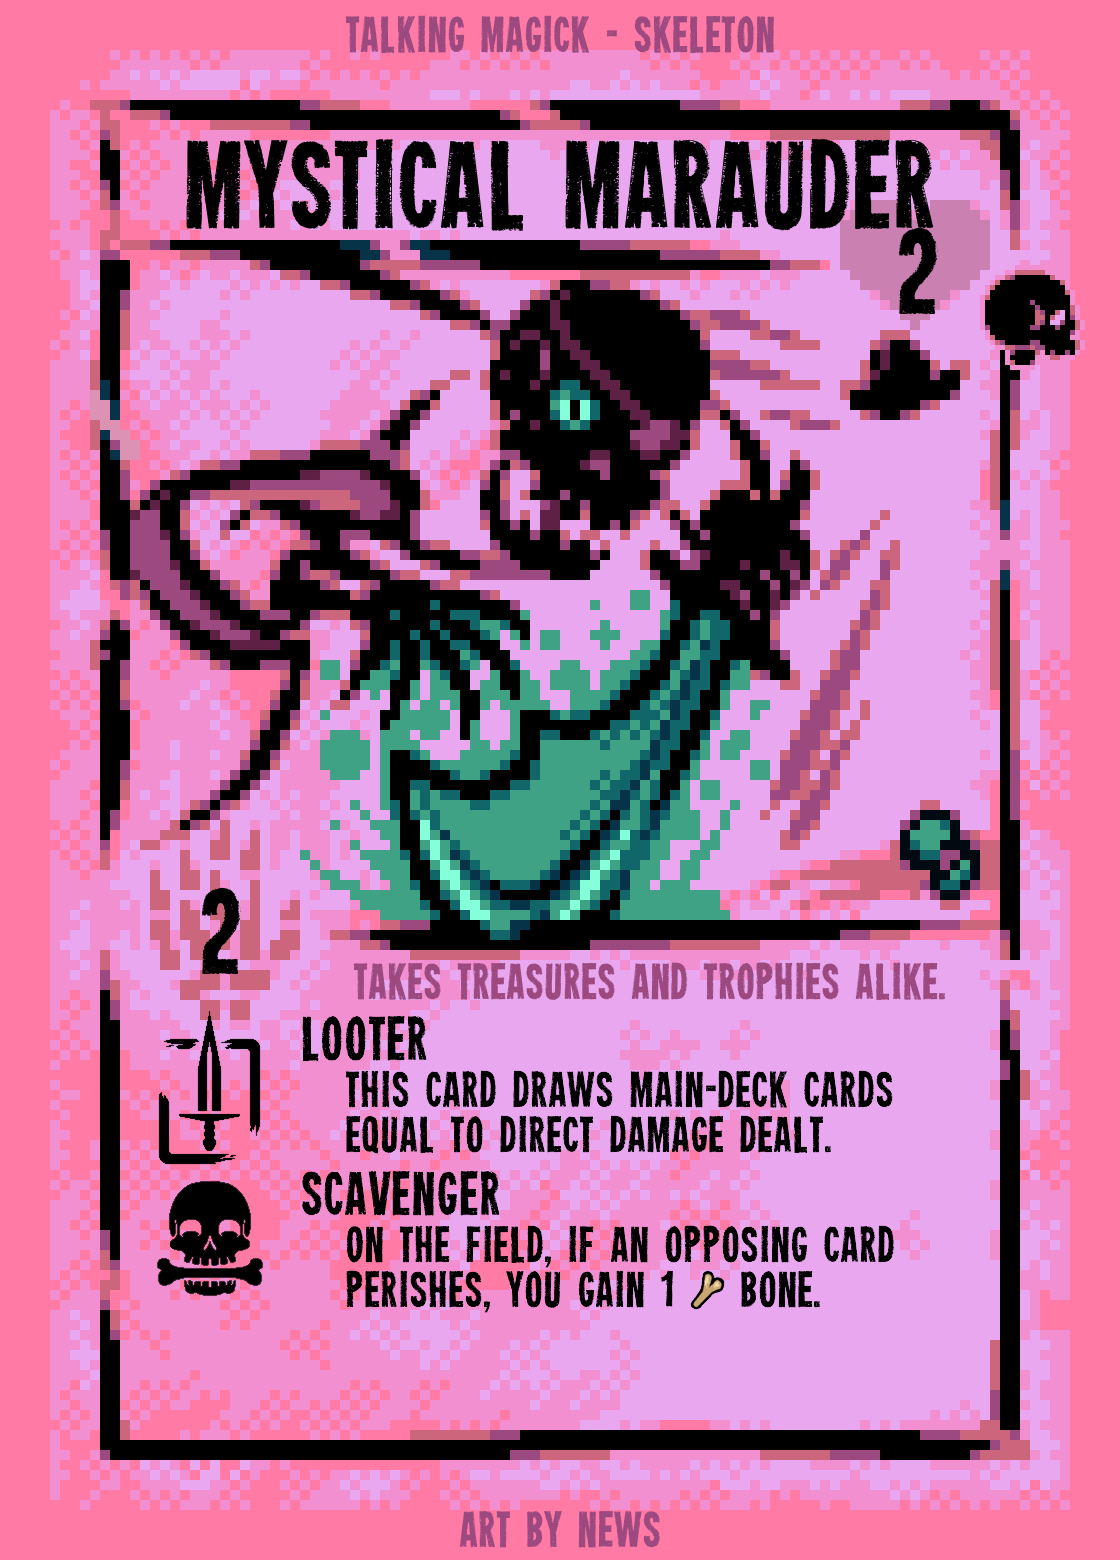 TALKING MAGICK - SKELETON
MYSTICAL MARAUDER
2
2
TAKES TREASURES AND TROPHIES ALIKE.
LOOTER
THIS CARD DRAWS MAIN-DECK CARDS
EQUAL TO DIRECT DAMAGE DEALT.
SCAVENGER
ON THE FIELD, IF AN OPPOSING CARD
PERISHES, YOU GAIN 1 BONE.
ART BY NEWS